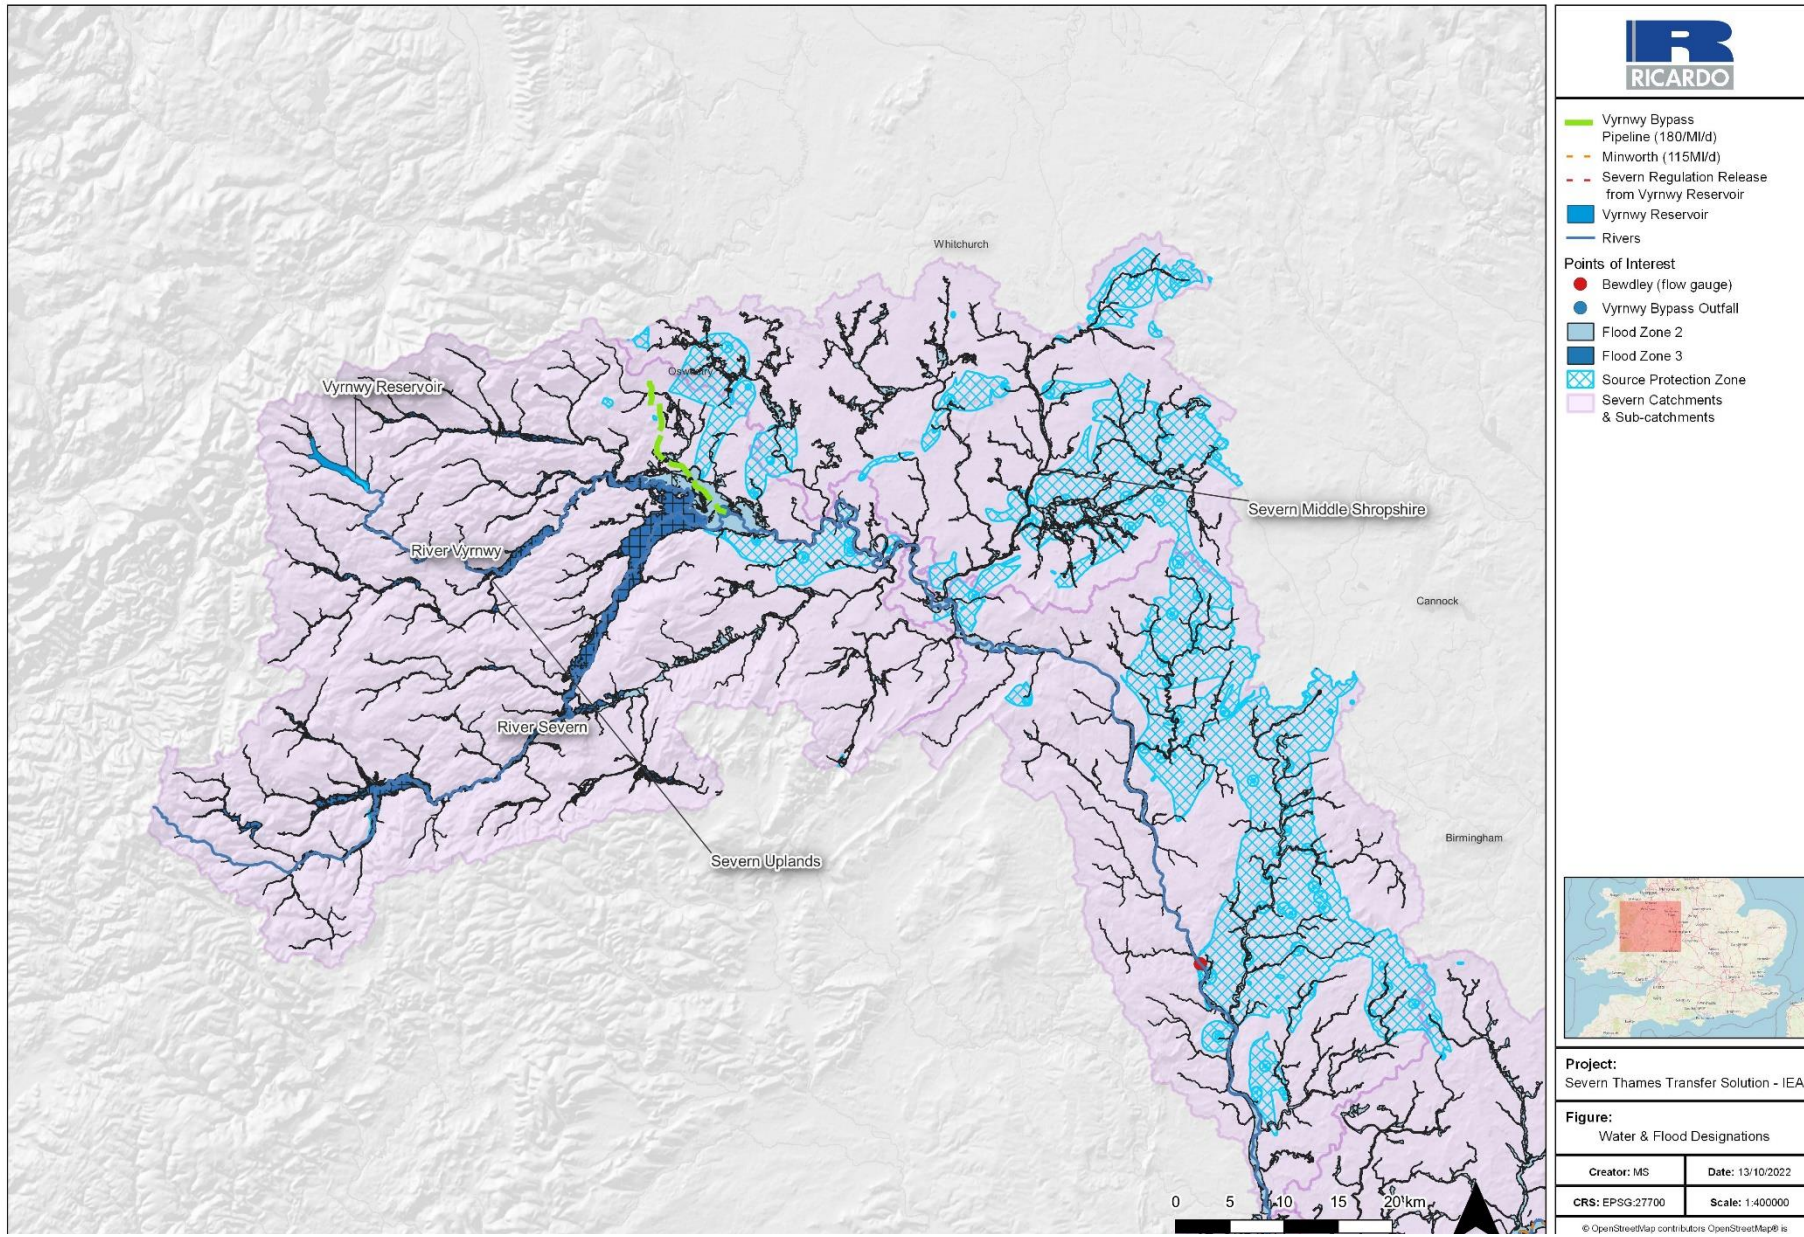 Whitchurch
Oswestry
Vyrnwy Reservoir
River Vyrnwy
Severn Middle Shropshire
Cannock
River Severn
Birmingham
Severn Uplands
0 5 10 15 20 km
RICARDO
Vyrnwy Bypass
Pipeline (180/Ml/d)
Minworth (115Ml/d)
Severn Regulation Release
from Vyrnwy Reservoir
Vyrnwy Reservoir
Rivers
Points of Interest
Bewdley (flow gauge)
Vyrnwy Bypass Outfall
Flood Zone 2
Flood Zone 3
Source Protection Zone
Severn Catchments
& Sub-catchments
Project:
Severn Thames Transfer Solution - IEA
Figure:
Water & Flood Designations
Creator: MS
Date: 13/10/2022
CRS: EPSG:27700
Scale: 1:400000
© OpenStreetMap contributors OpenStreetMap® is